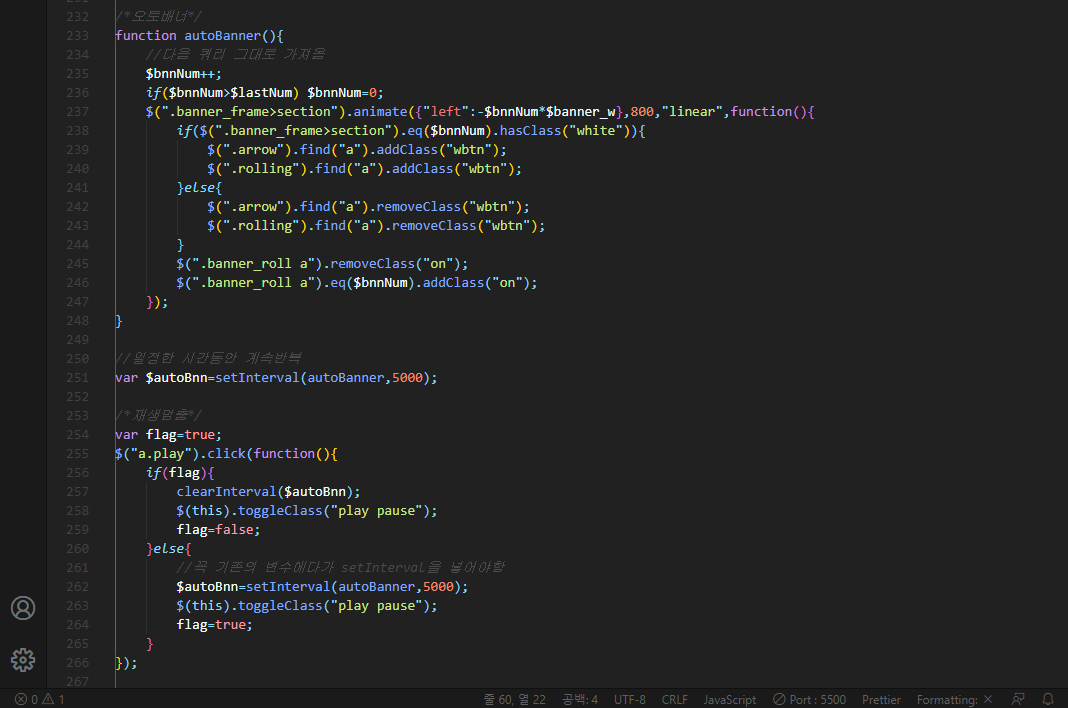 231
232 /*오토배너*/
233 function autoBanner(){
234     //다음 쿼리 그대로 가져옴
235     $bnnNum++;
236     if($bnnNum>$lastNum) $bnnNum=0;
237     $(".banner_frame>section").animate({"left":-$bnnNum*$banner_w},800,"linear",function(){
238         if($(".banner_frame>section").eq($bnnNum).hasClass("white")){
239             $(".arrow").find("a").addClass("wbtn");
240             $(".rolling").find("a").addClass("wbtn");
241         }else{
242             $(".arrow").find("a").removeClass("wbtn");
243             $(".rolling").find("a").removeClass("wbtn");
244         }
245         $(".banner_roll a").removeClass("on");
246         $(".banner_roll a").eq($bnnNum).addClass("on");
247     });
248 }
249
250 //일정한 시간동안 계속반복
251 var $autoBnn=setInterval(autoBanner,5000);
252
253 /*재생멈춤*/
254 var flag=true;
255 $("a.play").click(function(){
256     if(flag){
257         clearInterval($autoBnn);
258         $(this).toggleClass("play pause");
259         flag=false;
260     }else{
261         //꼭 기존의 변수에다가 setInterval을 넣어야함
262         $autoBnn=setInterval(autoBanner,5000);
263         $(this).toggleClass("play pause");
264         flag=true;
265     }
266 });
267
0 1 줄 60, 열 22 공백: 4 UTF-8 CRLF JavaScript Port : 5500 Prettier Formatting: ×